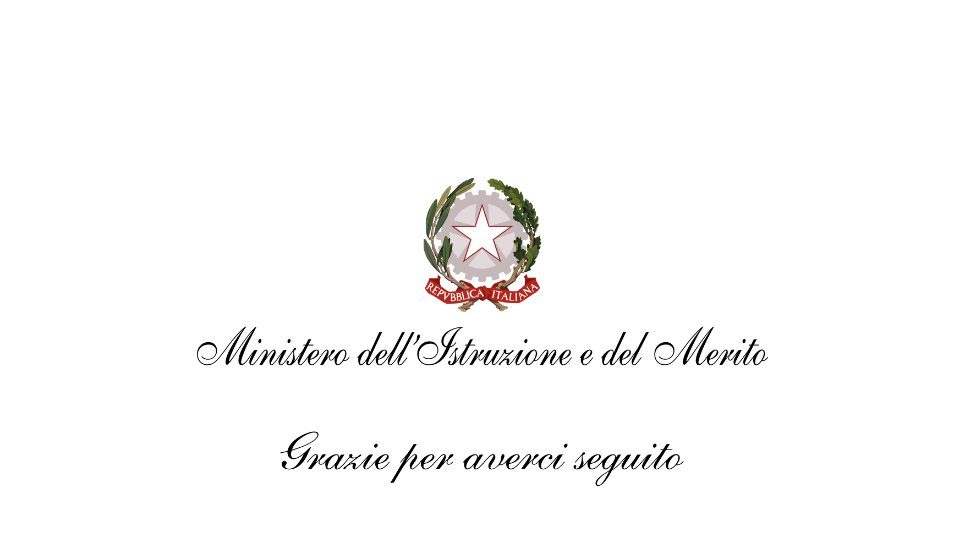 REPVBBLICA ITALIANA
Ministero dell'Istruzione e del Merito
Grazie per averci seguito